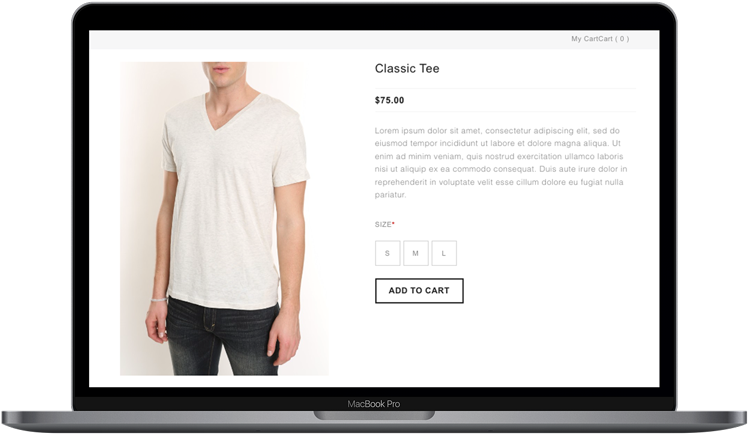 My CartCart ( 0 )
Classic Tee
$75.00
Lorem ipsum dolor sit amet, consectetur adipiscing elit, sed do
eiusmod tempor incididunt ut labore et dolore magna aliqua. Ut
enim ad minim veniam, quis nostrud exercitation ullamco laboris
nisi ut aliquip ex ea commodo consequat. Duis aute irure dolor in
reprehenderit in voluptate velit esse cillum dolore eu fugiat nulla
pariatur.
SIZE*
S M L
ADD TO CART
MacBook Pro